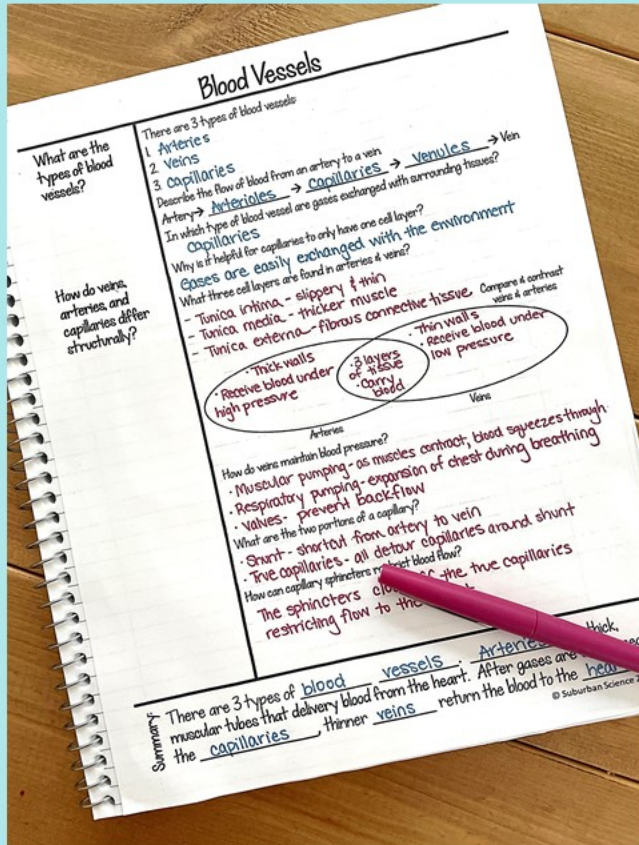 Blood Vessels
What are the
types of blood
vessels?
There are 3 types of blood vessels:
1. Arteries
2. Veins
3. Capillaries
Describe the flow of blood from an artery to a vein
Artery→ Arterioles → Capillaries → Venules → Vein
In which type of blood vessel are gases exchanged with surrounding tissues?
Capillaries
Why is it helpful for capillaries to only have one cell layer?
Gases are easily exchanged with the environment
How do veins,
arteries, and
capillaries differ
structurally?
What three cell layers are found in arteries & veins?
- Tunica intima - slippery & thin
- Tunica media - thicker muscle
- Tunica externa - fibrous connective tissue
Compare & contrast
veins & arteries
• Thick walls
• Receive blood under
high pressure
• 3 layers
of tissue
• Carry
blood
• Thin walls
• Receive blood under
low pressure
Arteries
Veins
How do veins maintain blood pressure?
• Muscular pumping - as muscles contract, blood squeezes through
• Respiratory pumping - expansion of chest during breathing
• Valves - prevent backflow
What are the two portions of a capillary?
• Shunt - shortcut from artery to vein
• True capillaries - all detour capillaries around shunt
How can capillary sphincters restrict blood flow?
The sphincters the true capillaries
restricting flow to the
Summary:
There are 3 types of blood vessels. Arteries thick,
muscular tubes that delivery blood from the heart. After gases are
the capillaries, thinner veins return the blood to the
© Suburban Science